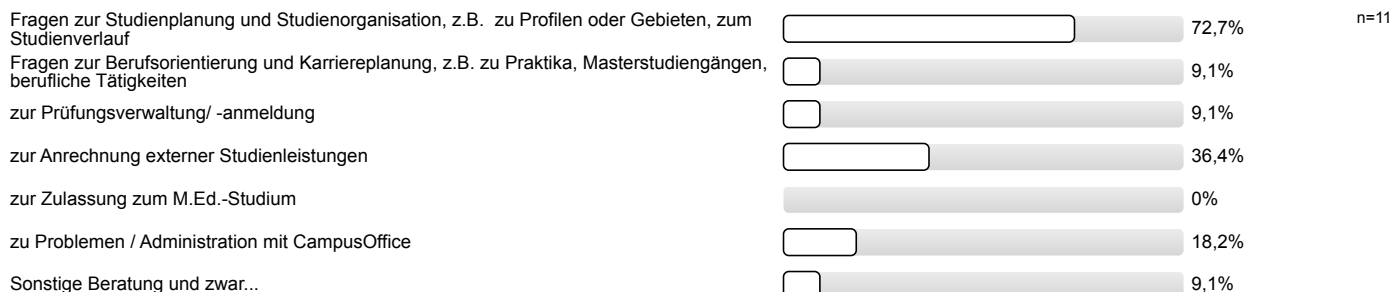 Fragen zu Studienplanung und Studienorganisation, z.B. zu Profilen oder Gebieten, zum
Studienverlauf
72,7%
n=11
Fragen zur Berufsorientierung und Karriereplanung, z.B. zu Praktika, Masterstudiengängen,
berufliche Tätigkeiten
9,1%
zur Prüfungsverwaltung/ -anmeldung
9,1%
zur Anrechnung externer Studienleistungen
36,4%
zur Zulassung zum M.Ed.-Studium
0%
zu Problemen / Administration mit CampusOffice
18,2%
Sonstige Beratung und zwar...
9,1%